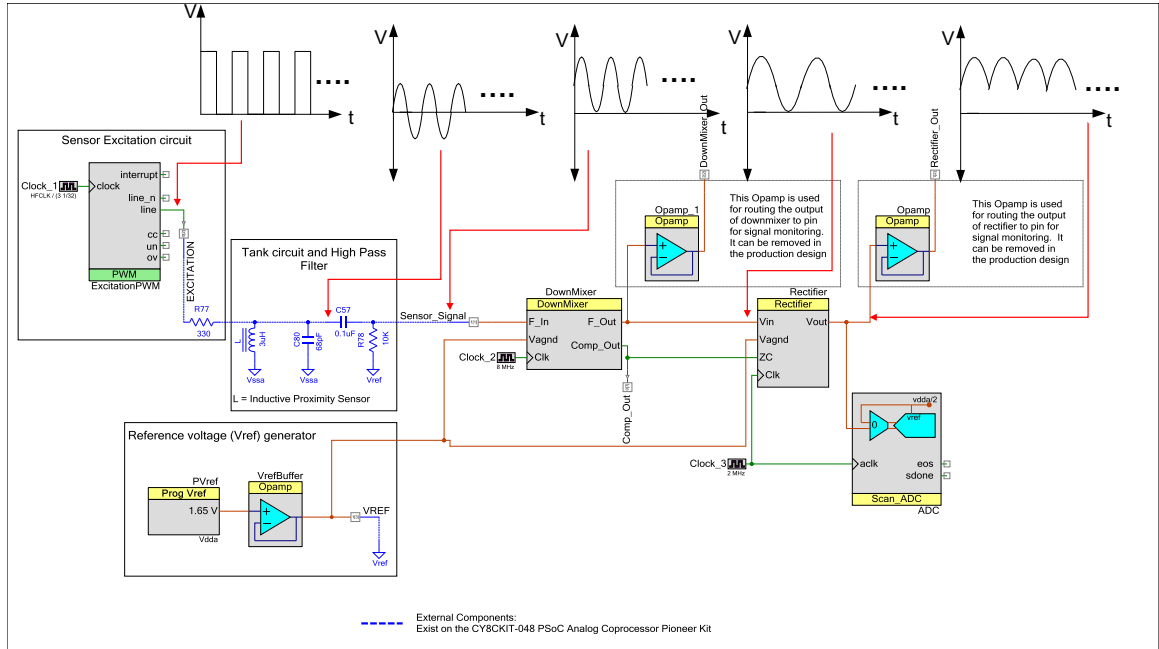 V
t
V
t
V
t
V
t
V
t
Sensor Excitation circuit
Clock_1
HFCLK / (3 1/32)
clock
interrupt
line_n
line
cc
un
ov
PWM
ExcitationPWM
EXCITATION
R77
330
Tank circuit and High Pass
Filter
L
3uH
Vssa
C80
68pF
Vssa
C57
0.1uF
R78
10K
Vref
L = Inductive Proximity Sensor
Sensor_Signal
DownMixer
DownMixer
F_In
F_Out
Vagnd
Comp_Out
Clk
Clock_2
8 MHz
Comp_Out
DownMixer_Out
Opamp_1
Opamp
This Opamp is used
for routing the output
of downmixer to pin
for signal monitoring.
It can be removed in
the production design
Rectifier_Out
Opamp
Opamp
This Opamp is used
for routing the output
of rectifier to pin for
signal monitoring. It
can be removed in
the production design
Rectifier
Rectifier
Vin
Vout
Vagnd
ZC
Clk
Clock_3
2 MHz
vdda/2
vref
0
aclk
eos
sdone
Scan_ADC
ADC
Reference voltage (Vref) generator
PVref
Prog Vref
1.65 V
Vdda
VrefBuffer
Opamp
VREF
Vref
External Components:
Exist on the CY8CKIT-048 PSoC Analog Coprocessor Pioneer Kit